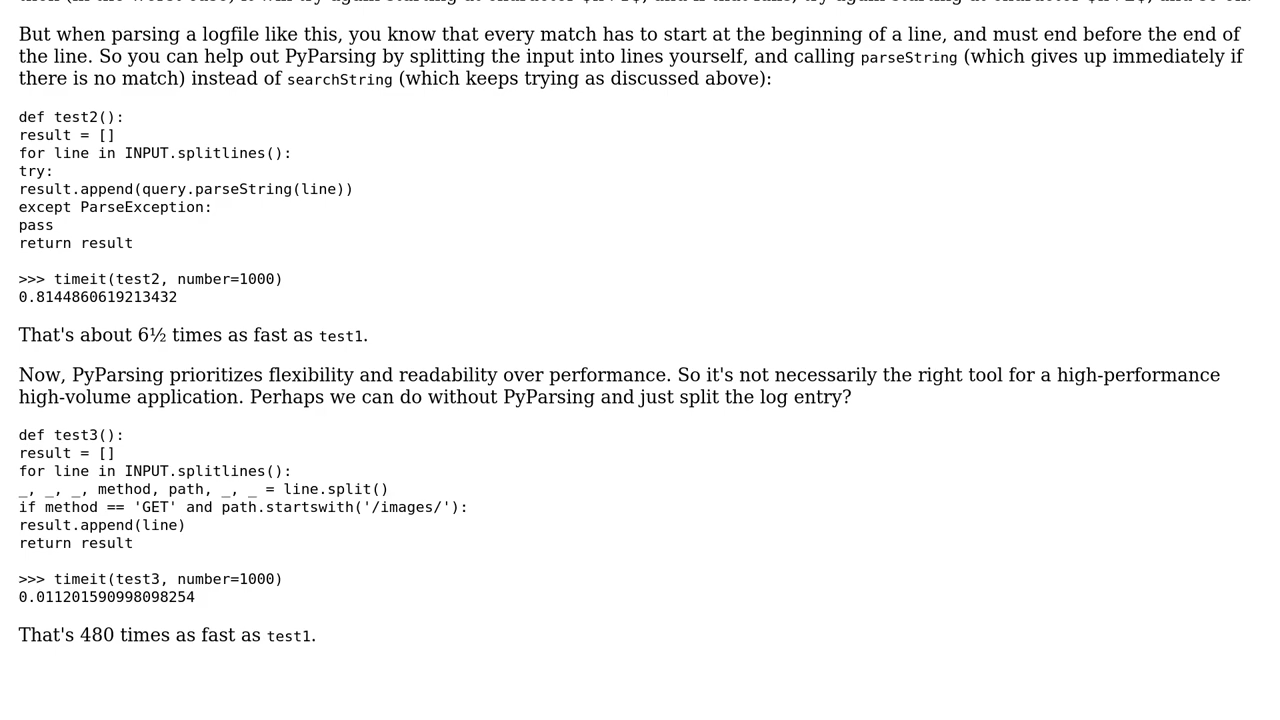 But when parsing a logfile like this, you know that every match has to start at the beginning of a line, and must end before the end of
the line. So you can help out PyParsing by splitting the input into lines yourself, and calling parseString (which gives up immediately if
there is no match) instead of searchString (which keeps trying as discussed above):
def test2():
result = []
for line in INPUT.splitlines():
try:
result.append(query.parseString(line))
except ParseException:
pass
return result
>>> timeit(test2, number=1000)
0.8144860619213432
That's about 6½ times as fast as test1.
Now, PyParsing prioritizes flexibility and readability over performance. So it's not necessarily the right tool for a high-performance
high-volume application. Perhaps we can do without PyParsing and just split the log entry?
def test3():
result = []
for line in INPUT.splitlines():
_, _, _, method, path, _, _ = line.split()
if method == 'GET' and path.startswith('/images/'):
result.append(line)
return result
>>> timeit(test3, number=1000)
0.011201590998098254
That's 480 times as fast as test1.